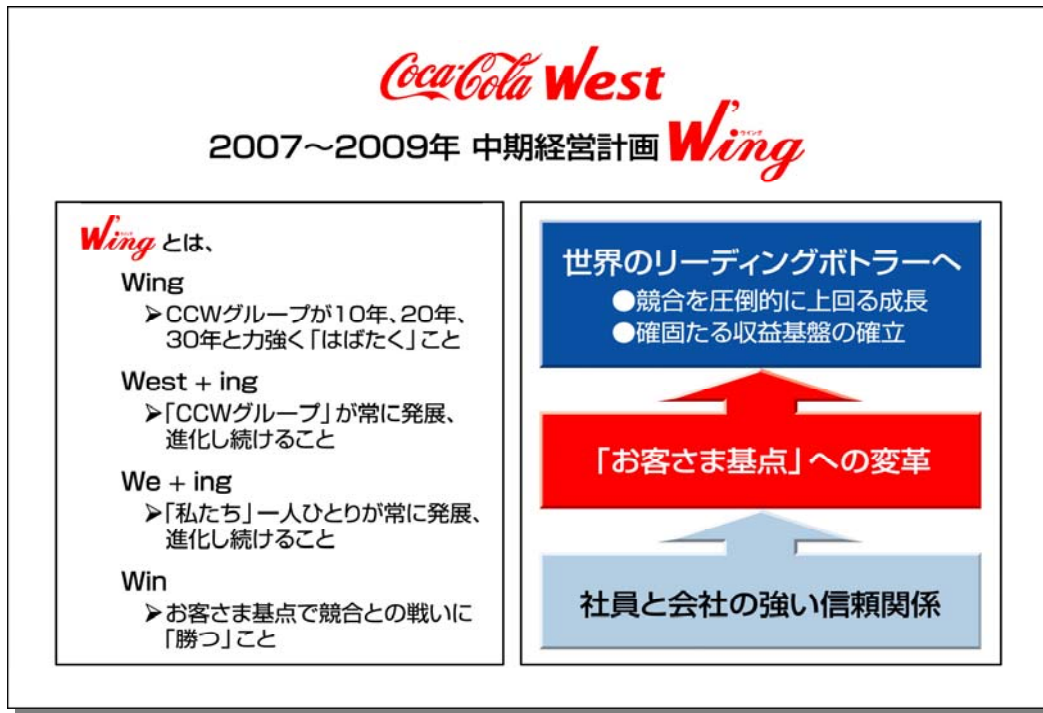 Coca-Cola West
2007～2009年 中期経営計画 W'ing
ウイング
W'ing とは、
Wing
➢CCWグループが10年、20年、
30年と力強く「はばたく」こと
West + ing
➢「CCWグループ」が常に発展、
進化し続けること
We + ing
➢「私たち」一人ひとりが常に発展、
進化し続けること
Win
➢お客さま基点で競合との戦いに
「勝つ」こと
世界のリーディングボトラーへ
●競合を圧倒的に上回る成長
●確固たる収益基盤の確立
「お客さま基点」への変革
社員と会社の強い信頼関係